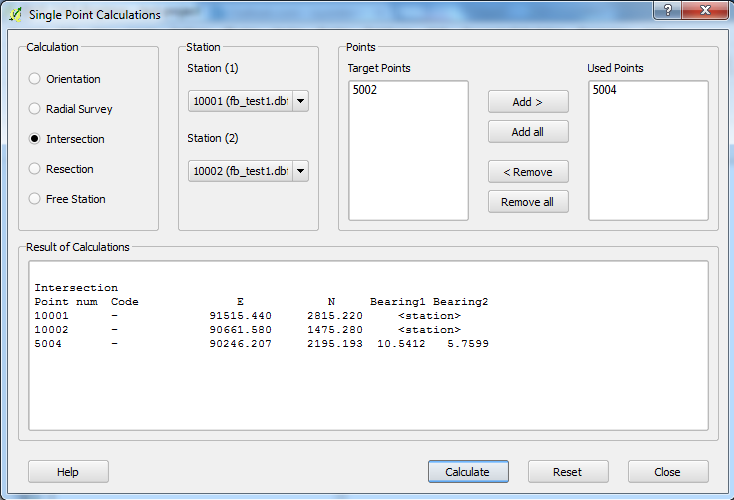 Single Point Calculations
Calculation
Orientation
Radial Survey
Intersection
Resection
Free Station
Station
Station (1)
10001 (fb_test1.db
Station (2)
10002 (fb_test1.db
Points
Target Points
5002
Add >
Add all
< Remove
Remove all
Used Points
5004
Result of Calculations
Intersection
Point num Code E N Bearing1 Bearing2
10001 - 91515.440 2815.220 <station>
10002 - 90661.580 1475.280 <station>
5004 - 90246.207 2195.193 10.5412 5.7599
Help
Calculate
Reset
Close